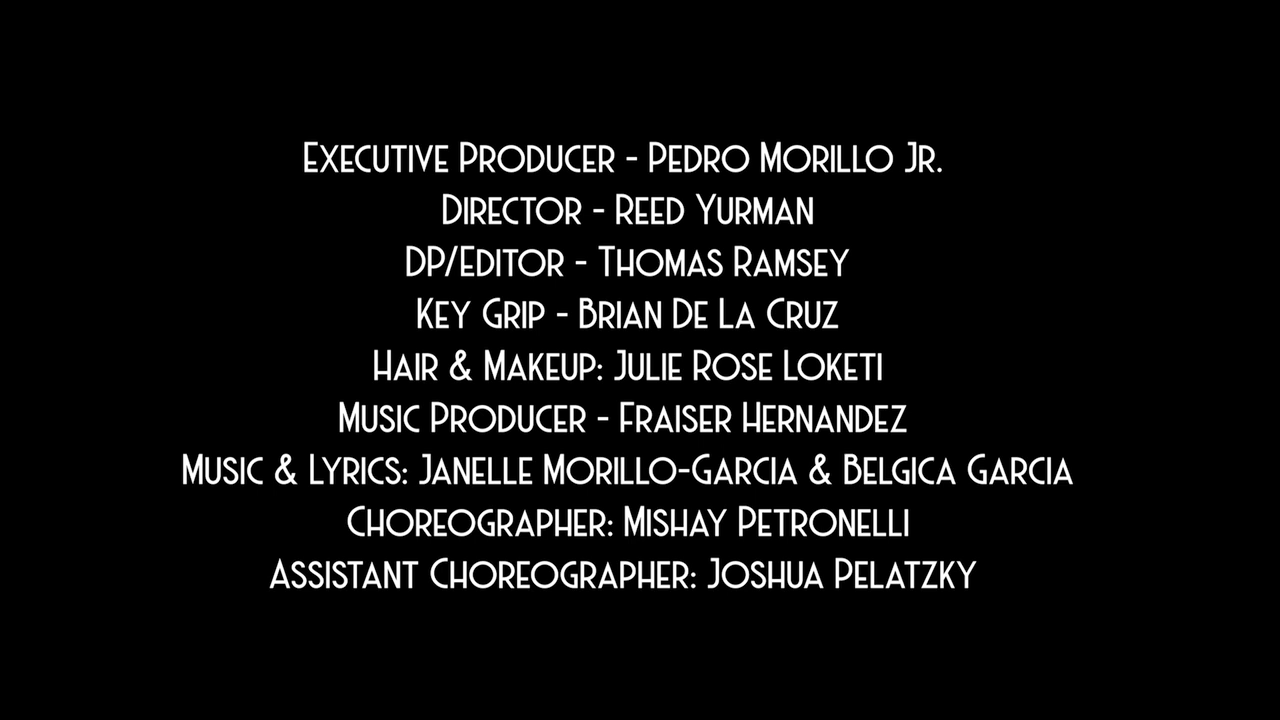 Executive Producer - Pedro Morillo Jr.
Director - Reed Yurman
DP/Editor - Thomas Ramsey
Key Grip - Brian De La Cruz
Hair & Makeup: Julie Rose Loketi
Music Producer - Fraiser Hernandez
Music & Lyrics: Janelle Morillo-Garcia & Belgica Garcia
Choreographer: Mishay Petronelli
Assistant Choreographer: Joshua Pelatzky